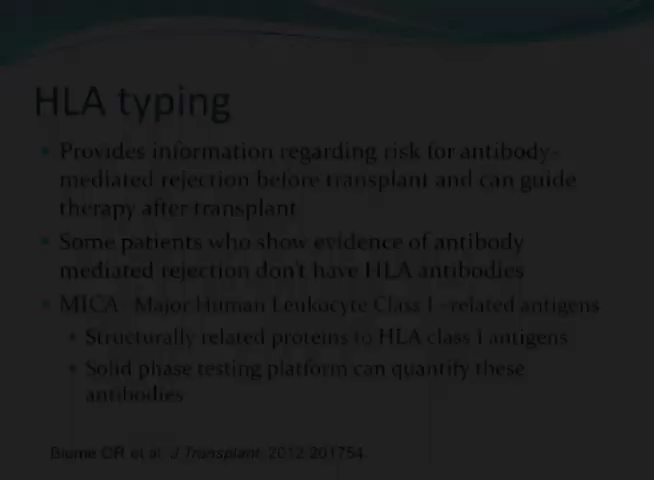 HLA typing
Provides information regarding risk for antibody-
mediated rejection before transplant and can guide
therapy after transplant
Some patients who show evidence of antibody
mediated rejection don't have HLA antibodies
MICA- Major Human Leukocyte Class I -related antigens
Structurally related proteins to HLA class I antigens
Solid phase testing platform can quantify these
antibodies
OR et al. J Transplant. 2012:201754.